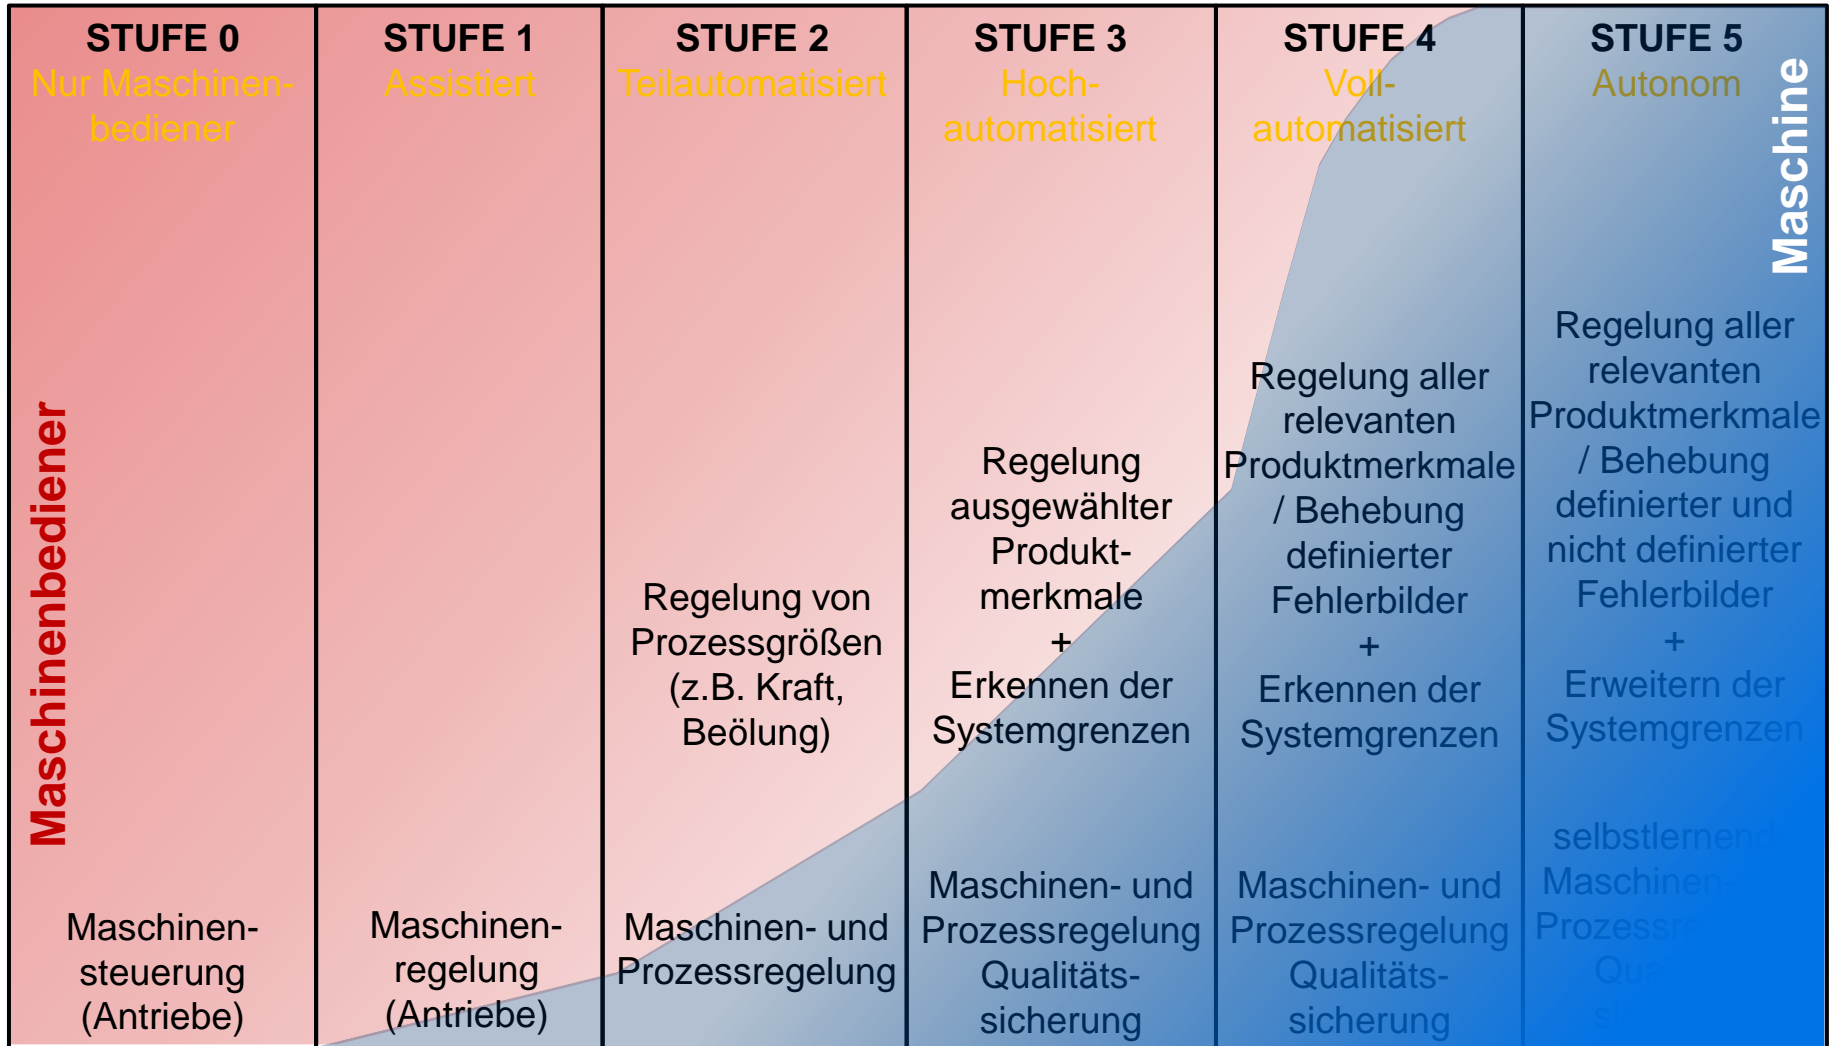 STUFE 0
Nur Maschinen-
bediener
Maschinenbediener
Maschinen-
steuerung
(Antriebe)
STUFE 1
Assistiert
Maschinen-
regelung
(Antriebe)
STUFE 2
Teilautomatisiert
Regelung von
Prozessgrößen
(z.B. Kraft,
Beölung)
Maschinen- und
Prozessregelung
STUFE 3
Hoch-
automatisiert
Regelung
ausgewählter
Produkt-
merkmale
+
Erkennen der
Systemgrenzen
Maschinen- und
Prozessregelung
Qualitäts-
sicherung
STUFE 4
Voll-
automatisiert
Regelung aller
relevanten
Produktmerkmale
/ Behebung
definierter
Fehlerbilder
+
Erkennen der
Systemgrenzen
Maschinen- und
Prozessregelung
Qualitäts-
sicherung
STUFE 5
Autonom
Maschine
Regelung aller
relevanten
Produktmerkmale
/ Behebung
definierter und
nicht definierter
Fehlerbilder
+
Erweitern der
Systemgrenzen
Maschinen-